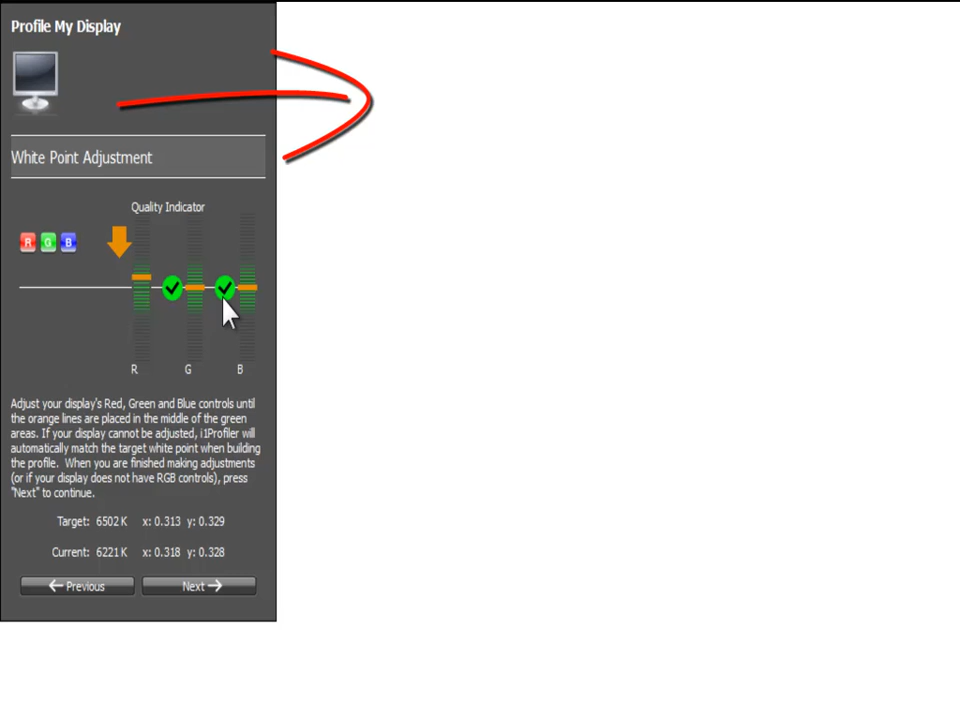 Profile My Display
White Point Adjustment
Quality Indicator
R G B
R G B
Adjust your display's Red, Green and Blue controls until
the orange lines are placed in the middle of the green
areas. If your display cannot be adjusted, i1Profiler will
automatically match the target white point when building
the profile. When you are finished making adjustments
(or if your display does not have RGB controls), press
"Next" to continue.
Target: 6502 K x: 0.313 y: 0.329
Current: 6221 K x: 0.318 y: 0.328
Previous Next